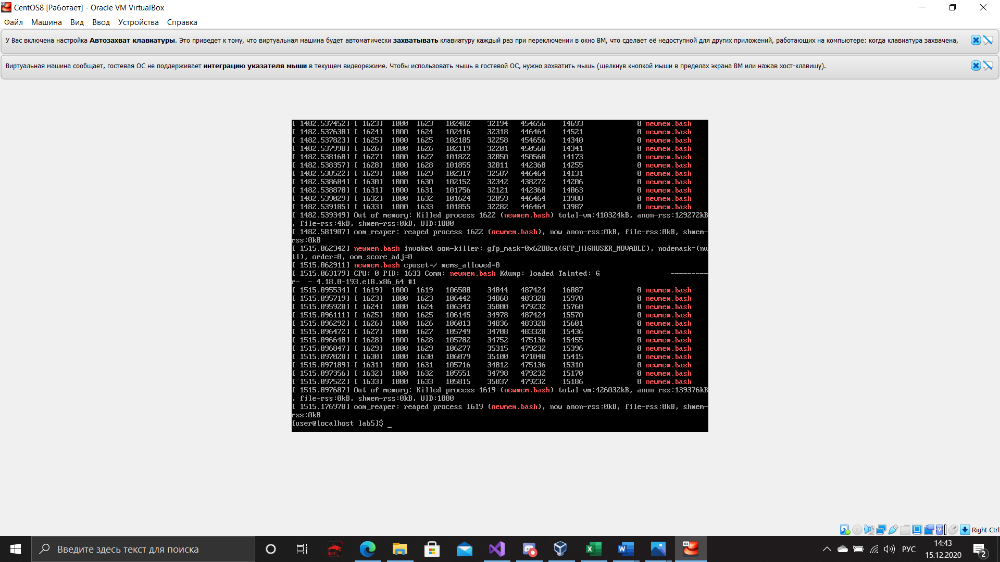 CentOS8 [Работает] - Oracle VM VirtualBox
Файл Машина Вид Ввод Устройства Справка
У Вас включена настройка Автозахват клавиатуры. Это приведет к тому, что виртуальная машина будет автоматически захватывать клавиатуру каждый раз при переключении в окно ВМ, что сделает её недоступной для других приложений, работающих на компьютере: когда клавиатура захвачена,
Виртуальная машина сообщает, гостевая ОС не поддерживает интеграцию указателя мыши в текущем видеорежиме. Чтобы использовать мышь в гостевой ОС, нужно захватить мышь (щелкнув кнопкой мыши в пределах экрана ВМ или нажав хост-клавишу).
[ 1482.537452] [ 1623] 1000 1623 102482 32194 454656 14693 0 newmem.bash
[ 1482.537630] [ 1624] 1000 1624 102416 32318 446464 14521 0 newmem.bash
[ 1482.537823] [ 1625] 1000 1625 102185 32258 454656 14340 0 newmem.bash
[ 1482.537998] [ 1626] 1000 1626 102119 32201 450560 14341 0 newmem.bash
[ 1482.538168] [ 1627] 1000 1627 101822 32050 450560 14173 0 newmem.bash
[ 1482.538357] [ 1628] 1000 1628 101855 32011 442368 14255 0 newmem.bash
[ 1482.538522] [ 1629] 1000 1629 102317 32587 446464 14131 0 newmem.bash
[ 1482.538684] [ 1630] 1000 1630 102152 32342 438272 14206 0 newmem.bash
[ 1482.538870] [ 1631] 1000 1631 101756 32121 442368 14063 0 newmem.bash
[ 1482.539029] [ 1632] 1000 1632 101624 32059 446464 13988 0 newmem.bash
[ 1482.539185] [ 1633] 1000 1633 101855 32282 446464 13987 0 newmem.bash
[ 1482.539349] Out of memory: Killed process 1622 (newmem.bash) total-vm:410324kB, anon-rss:129272kB
, file-rss:4kB, shmem-rss:0kB, UID:1000
[ 1482.581907] oom_reaper: reaped process 1622 (newmem.bash), now anon-rss:0kB, file-rss:0kB, shmem-
rss:0kB
[ 1515.062342] newmem.bash invoked oom-killer: gfp_mask=0x6200ca(GFP_HIGHUSER_MOVABLE), nodemask=(nu
ll), order=0, oom_score_adj=0
[ 1515.062911] newmem.bash cpuset=/ mems_allowed=0
[ 1515.063179] CPU: 0 PID: 1633 Comm: newmem.bash Kdump: loaded Tainted: G ---------
r- - 4.18.0-193.el8.x86_64 #1
[ 1515.095534] [ 1619] 1000 1619 106508 34844 487424 16087 0 newmem.bash
[ 1515.095719] [ 1623] 1000 1623 106442 34868 483328 15978 0 newmem.bash
[ 1515.095928] [ 1624] 1000 1624 106343 35000 479232 15760 0 newmem.bash
[ 1515.096111] [ 1625] 1000 1625 106145 34978 487424 15570 0 newmem.bash
[ 1515.096292] [ 1626] 1000 1626 106013 34836 483328 15601 0 newmem.bash
[ 1515.096472] [ 1627] 1000 1627 105749 34708 483328 15436 0 newmem.bash
[ 1515.096648] [ 1628] 1000 1628 105782 34752 475136 15455 0 newmem.bash
[ 1515.096847] [ 1629] 1000 1629 106277 35315 479232 15396 0 newmem.bash
[ 1515.097020] [ 1630] 1000 1630 106079 35100 471040 15415 0 newmem.bash
[ 1515.097189] [ 1631] 1000 1631 105716 34812 475136 15310 0 newmem.bash
[ 1515.097356] [ 1632] 1000 1632 105551 34798 479232 15170 0 newmem.bash
[ 1515.097522] [ 1633] 1000 1633 105815 35037 479232 15186 0 newmem.bash
[ 1515.097687] Out of memory: Killed process 1619 (newmem.bash) total-vm:426032kB, anon-rss:139376kB
, file-rss:0kB, shmem-rss:0kB, UID:1000
[ 1515.176970] oom_reaper: reaped process 1619 (newmem.bash), now anon-rss:0kB, file-rss:0kB, shmem-
rss:0kB
[user@localhost lab5]$ _
Right Ctrl
Введите здесь текст для поиска
РУС
14:43
15.12.2020
2